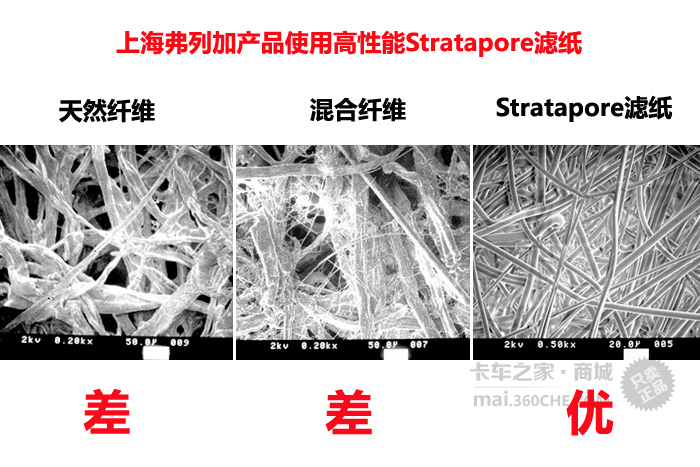 上海弗列加产品使用高性能Stratapore滤纸
天然纤维 混合纤维 Stratapore滤纸
2kv 0.20kx 50.0μ 009
2kv 0.20kx 50.0μ 007
2kv 0.50kx 20.0μ 005
卡车之家·商城
mai.360CHE.com
只卖正品
差 差 优